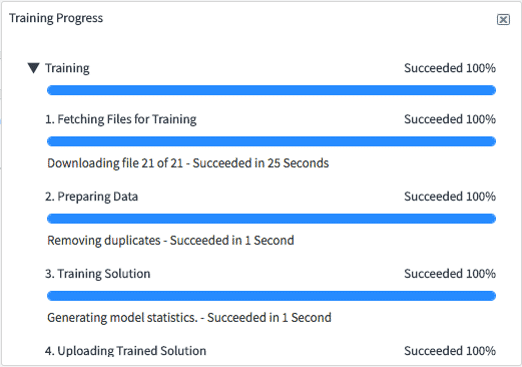 Training Progress
Training Succeeded 100%
1. Fetching Files for Training Succeeded 100%
Downloading file 21 of 21 - Succeeded in 25 Seconds
2. Preparing Data Succeeded 100%
Removing duplicates - Succeeded in 1 Second
3. Training Solution Succeeded 100%
Generating model statistics. - Succeeded in 1 Second
4. Uploading Trained Solution Succeeded 100%